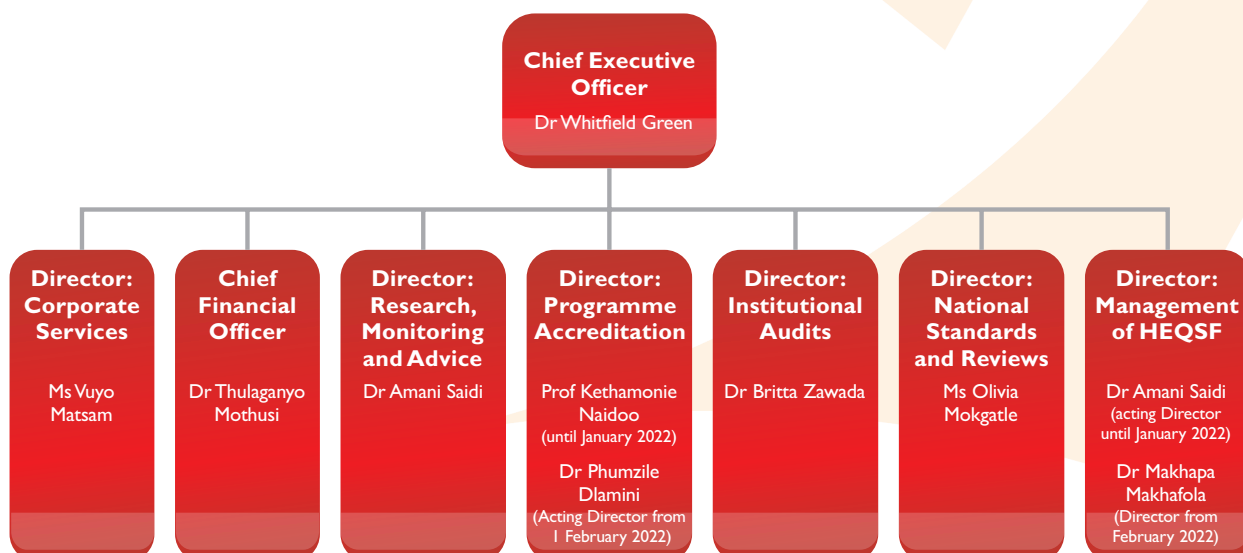 Chief Executive
Officer
Dr Whitfield Green
Director:
Corporate
Services
Ms Vuyo
Matsam
Chief
Financial
Officer
Dr Thulaganyo
Mothusi
Director:
Research,
Monitoring
and Advice
Dr Amani Saidi
Director:
Programme
Accreditation
Prof Kethamonie
Naidoo
(until January 2022)
Dr Phumzile
Dlamini
(Acting Director from
1 February 2022)
Director:
Institutional
Audits
Dr Britta Zawada
Director:
National
Standards
and Reviews
Ms Olivia
Mokgatle
Director:
Management
of HEQSF
Dr Amani Saidi
(acting Director
until January 2022)
Dr Makhapa
Makhafola
(Director from
February 2022)